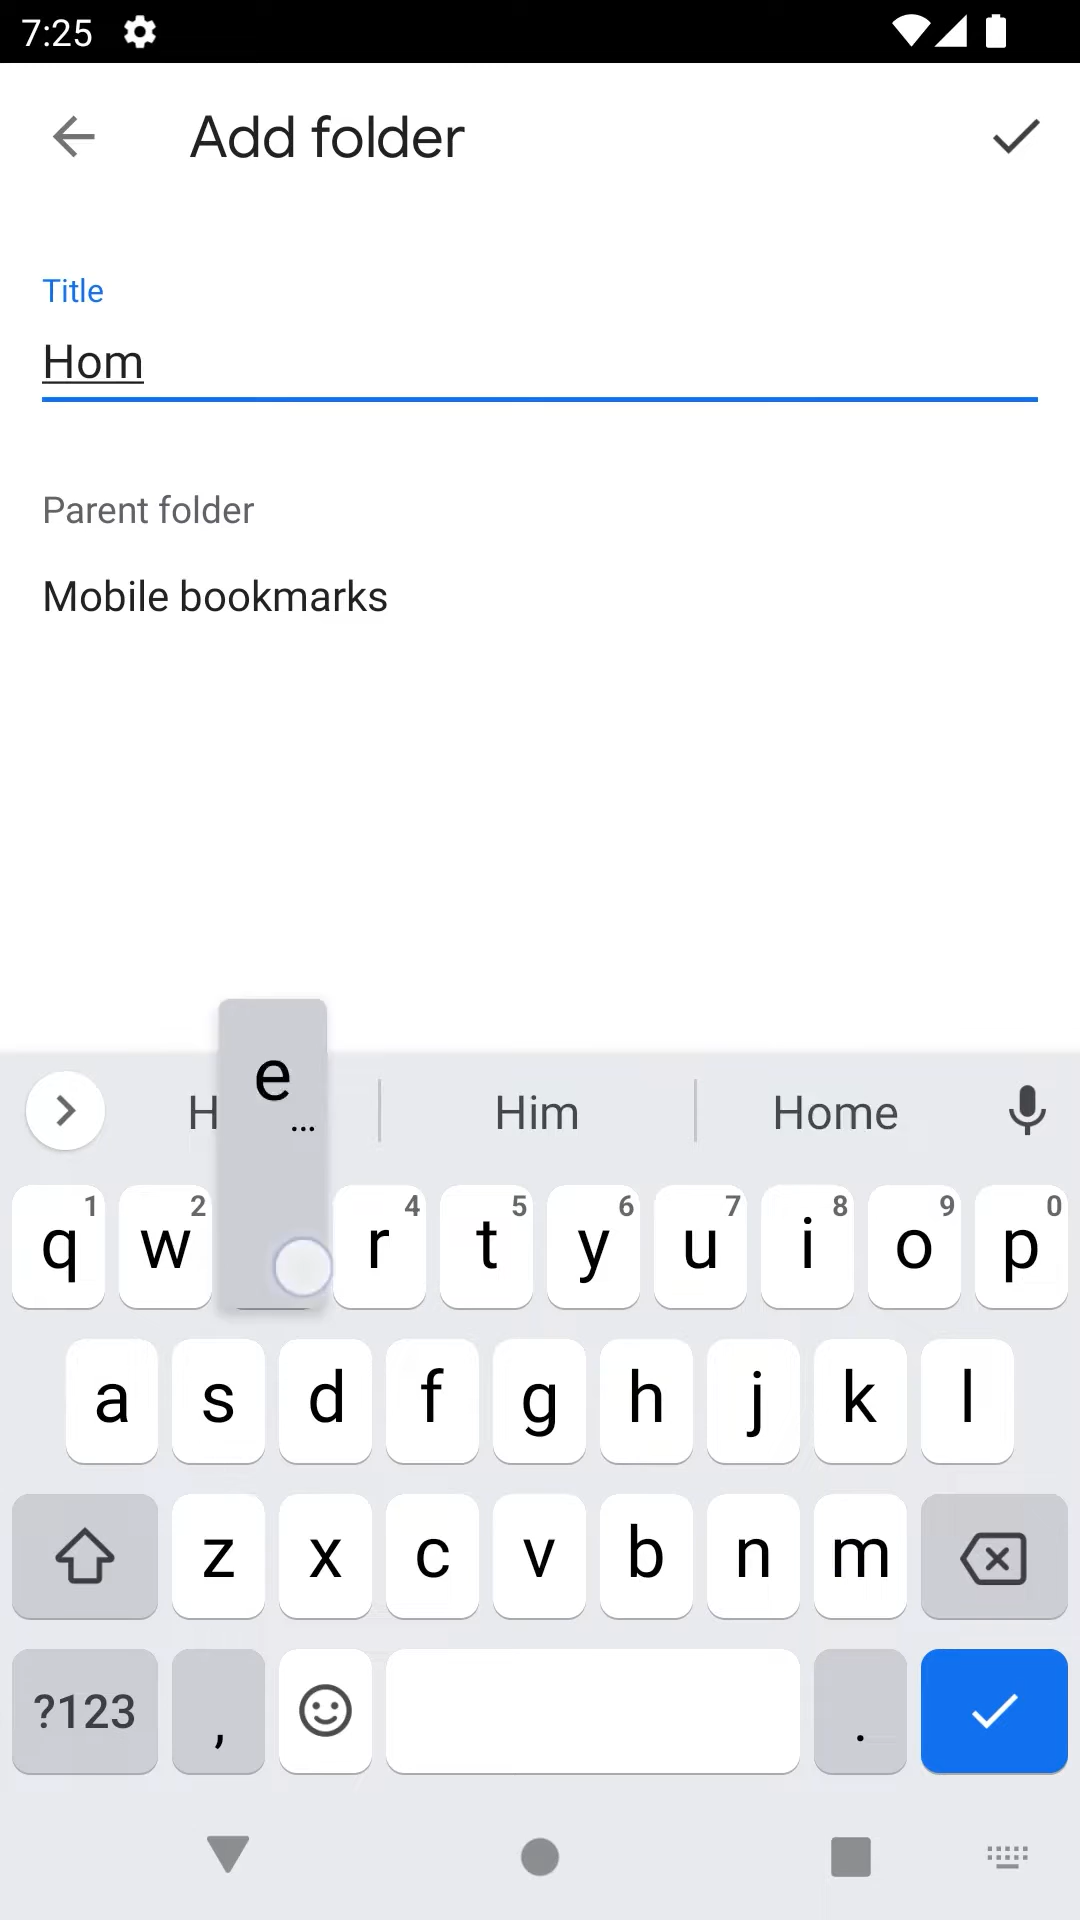 7:25
Add folder
Title
Hom
Parent folder
Mobile bookmarks
e
...
H Him Home
q 1 w 2 r 4 t 5 y 6 u 7 i 8 o 9 p 0
a s d f g h j k l
z x c v b n m
?123 , .